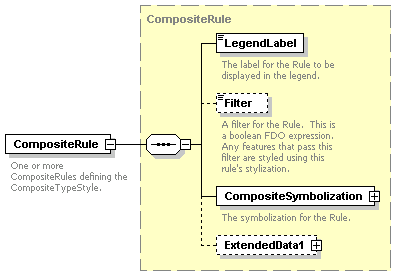 CompositeRule
LegendLabel
The label for the Rule to be
displayed in the legend.
Filter
A filter for the Rule. This is
a boolean FDO expression.
Any features that pass this
filter are styled using this
rule's stylization.
CompositeRule
One or more
CompositeRules defining the
CompositeTypeStyle.
CompositeSymbolization
The symbolization for the Rule.
ExtendedData1